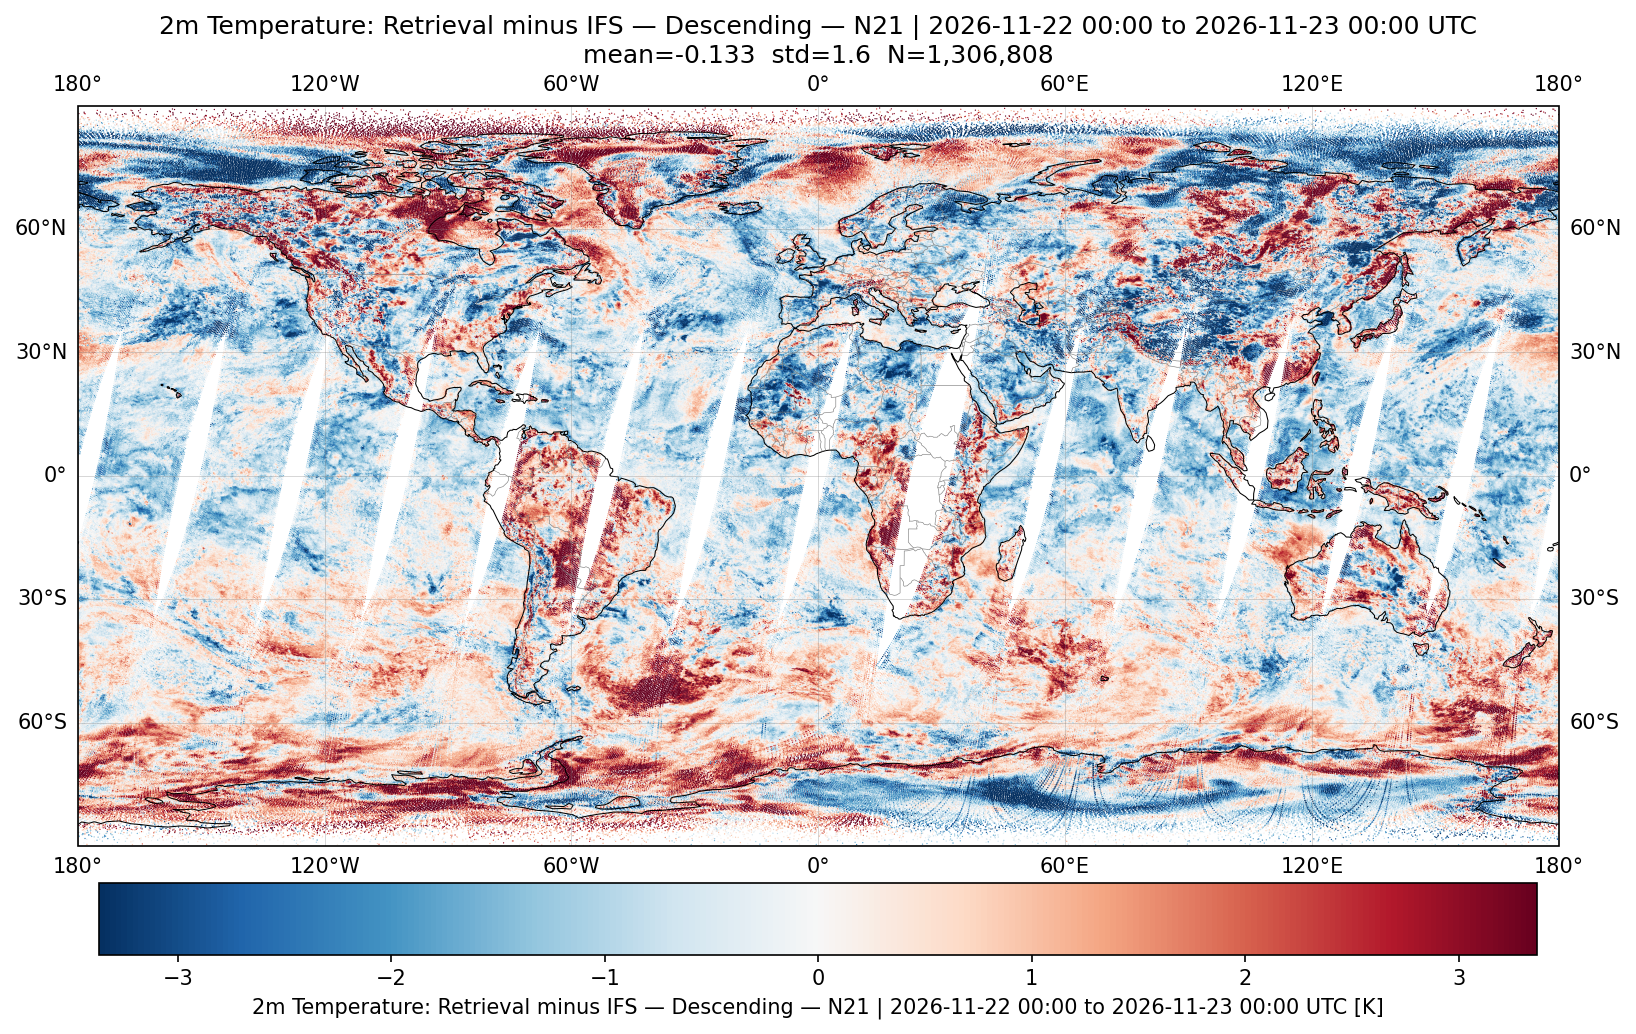 2m Temperature: Retrieval minus IFS — Descending — N21 | 2026-11-22 00:00 to 2026-11-23 00:00 UTC
mean=-0.133 std=1.6 N=1,306,808
180° 120°W 60°W 0° 60°E 120°E 180°
60°N 60°N
30°N 30°N
0° 0°
30°S 30°S
60°S 60°S
180° 120°W 60°W 0° 60°E 120°E 180°
−3 −2 −1 0 1 2 3
2m Temperature: Retrieval minus IFS — Descending — N21 | 2026-11-22 00:00 to 2026-11-23 00:00 UTC [K]